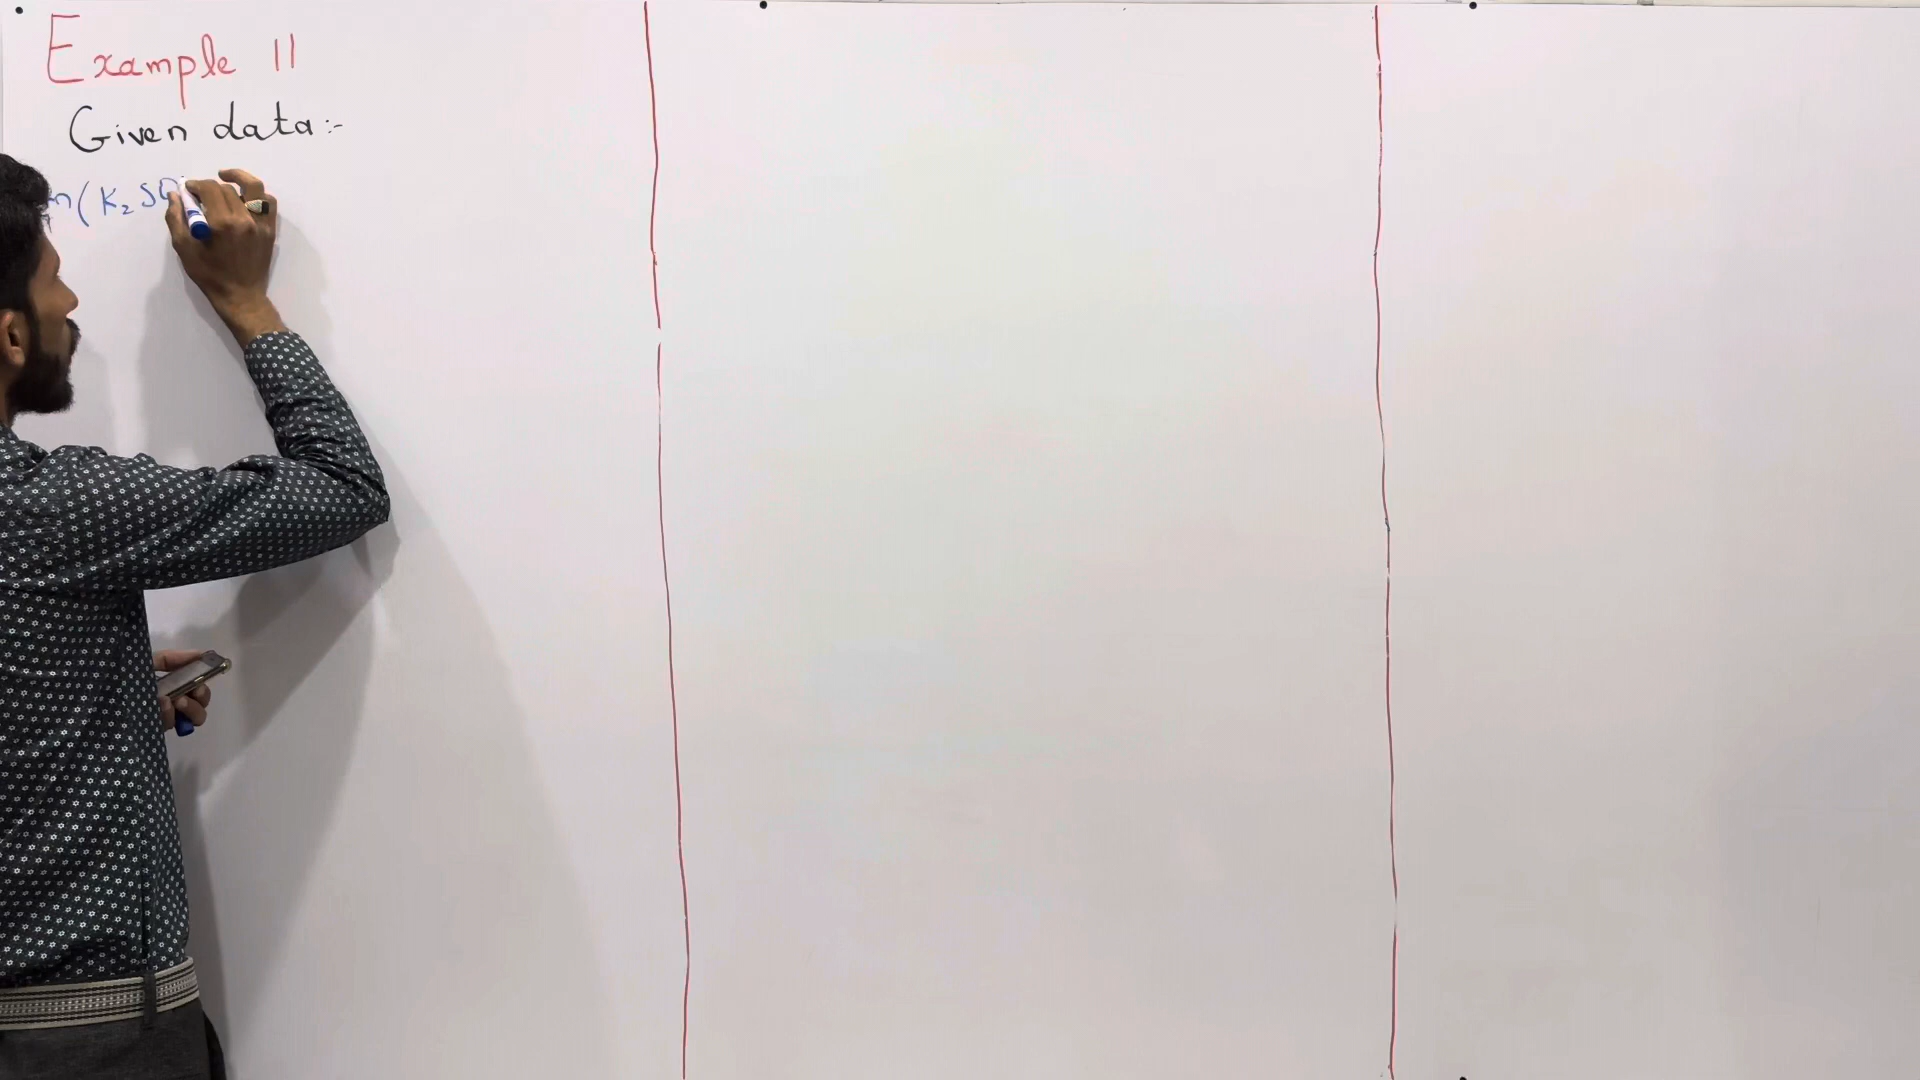 Example 11
Given data:-
n(K₂SO